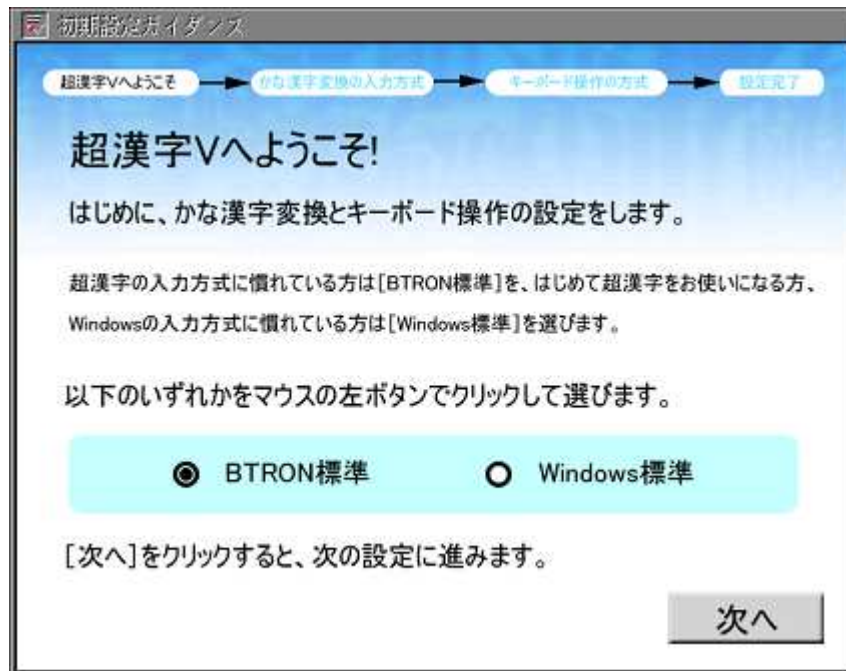 初期設定ガイダンス
超漢字Vへようこそ
かな漢字変換の入力方式
キーボード操作の方式
設定完了
超漢字Vへようこそ!
はじめに、かな漢字変換とキーボード操作の設定をします。
超漢字の入力方式に慣れている方は[BTRON標準]を、はじめて超漢字をお使いになる方、
Windowsの入力方式に慣れている方は[Windows標準]を選びます。
以下のいずれかをマウスの左ボタンでクリックして選びます。
BTRON標準 Windows標準
[次へ]をクリックすると、次の設定に進みます。
次へ